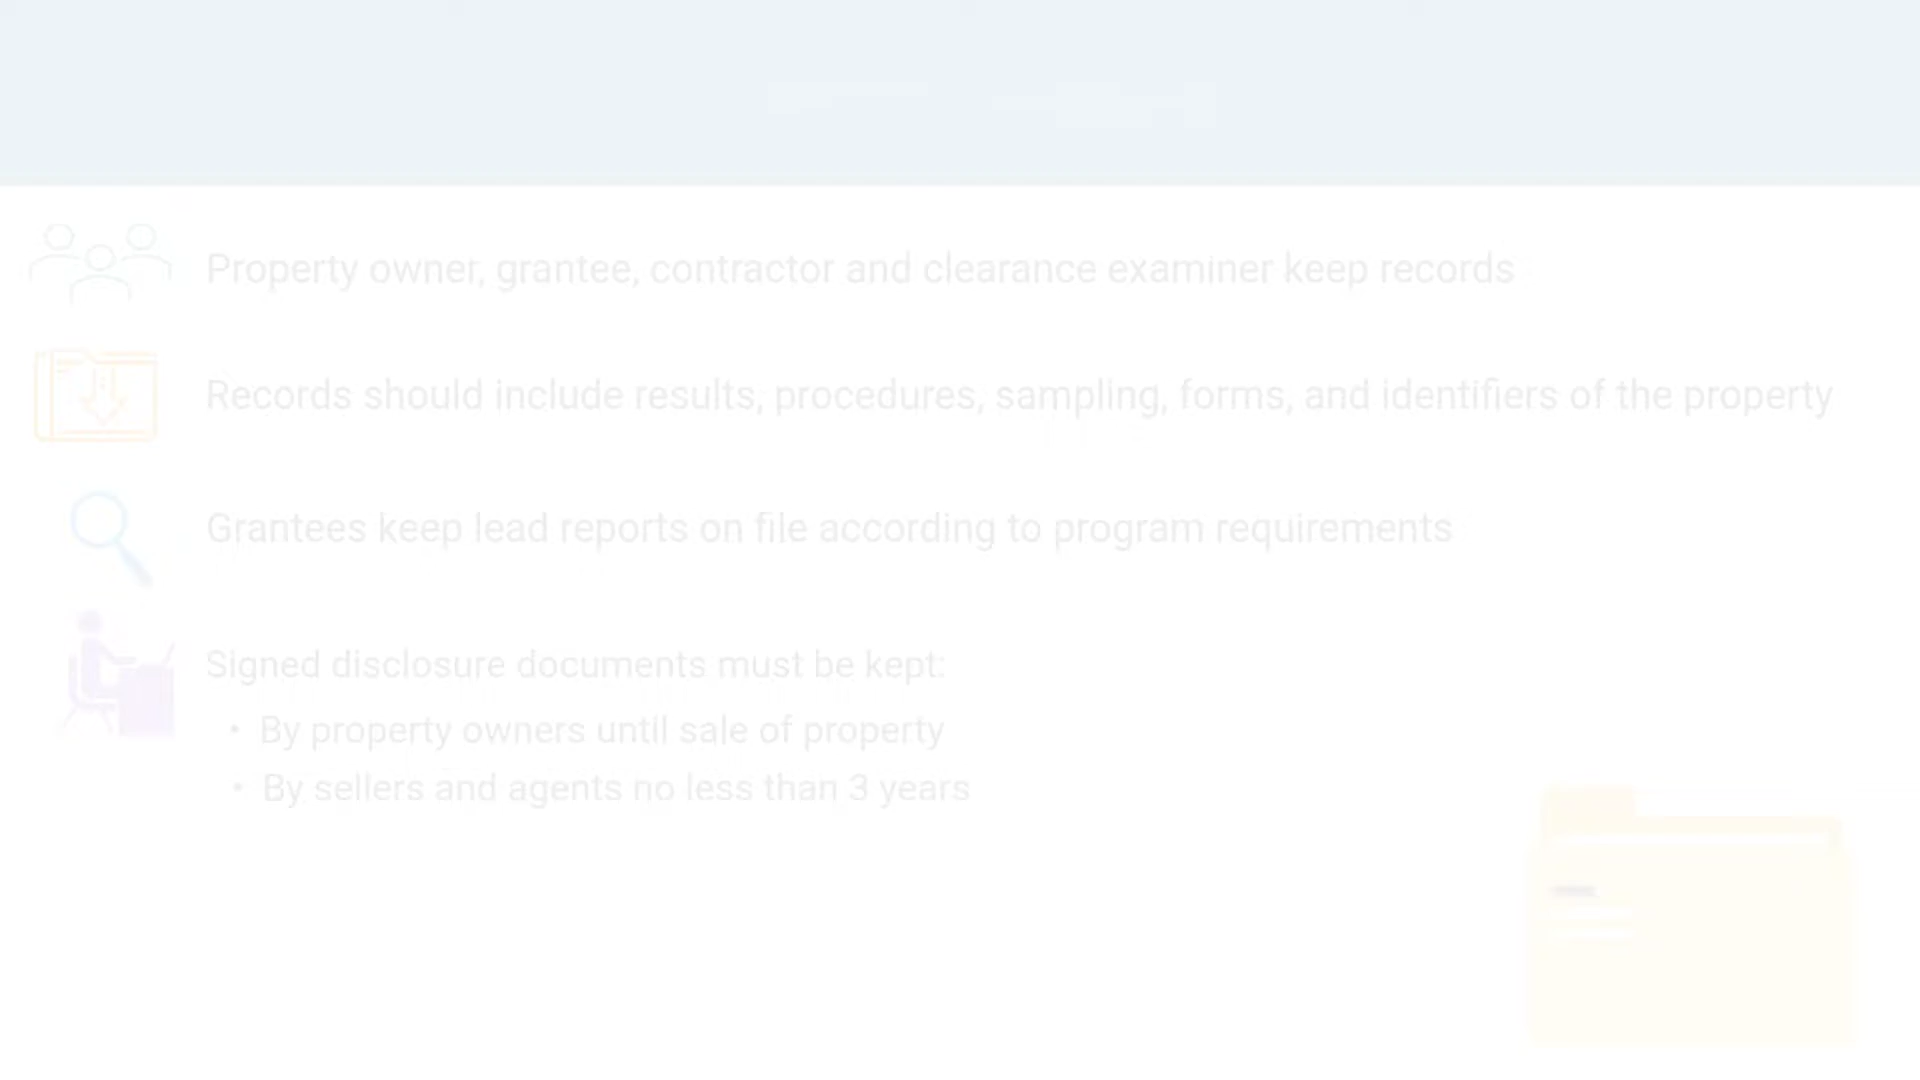 Property owner, grantee, contractor and clearance examiner keep records
Records should include results, procedures, sampling, forms, and identifiers of the property
Grantees keep lead reports on file according to program requirements
Signed disclosure documents must be kept:
• By property owners until sale of property
• By sellers and agents no less than 3 years